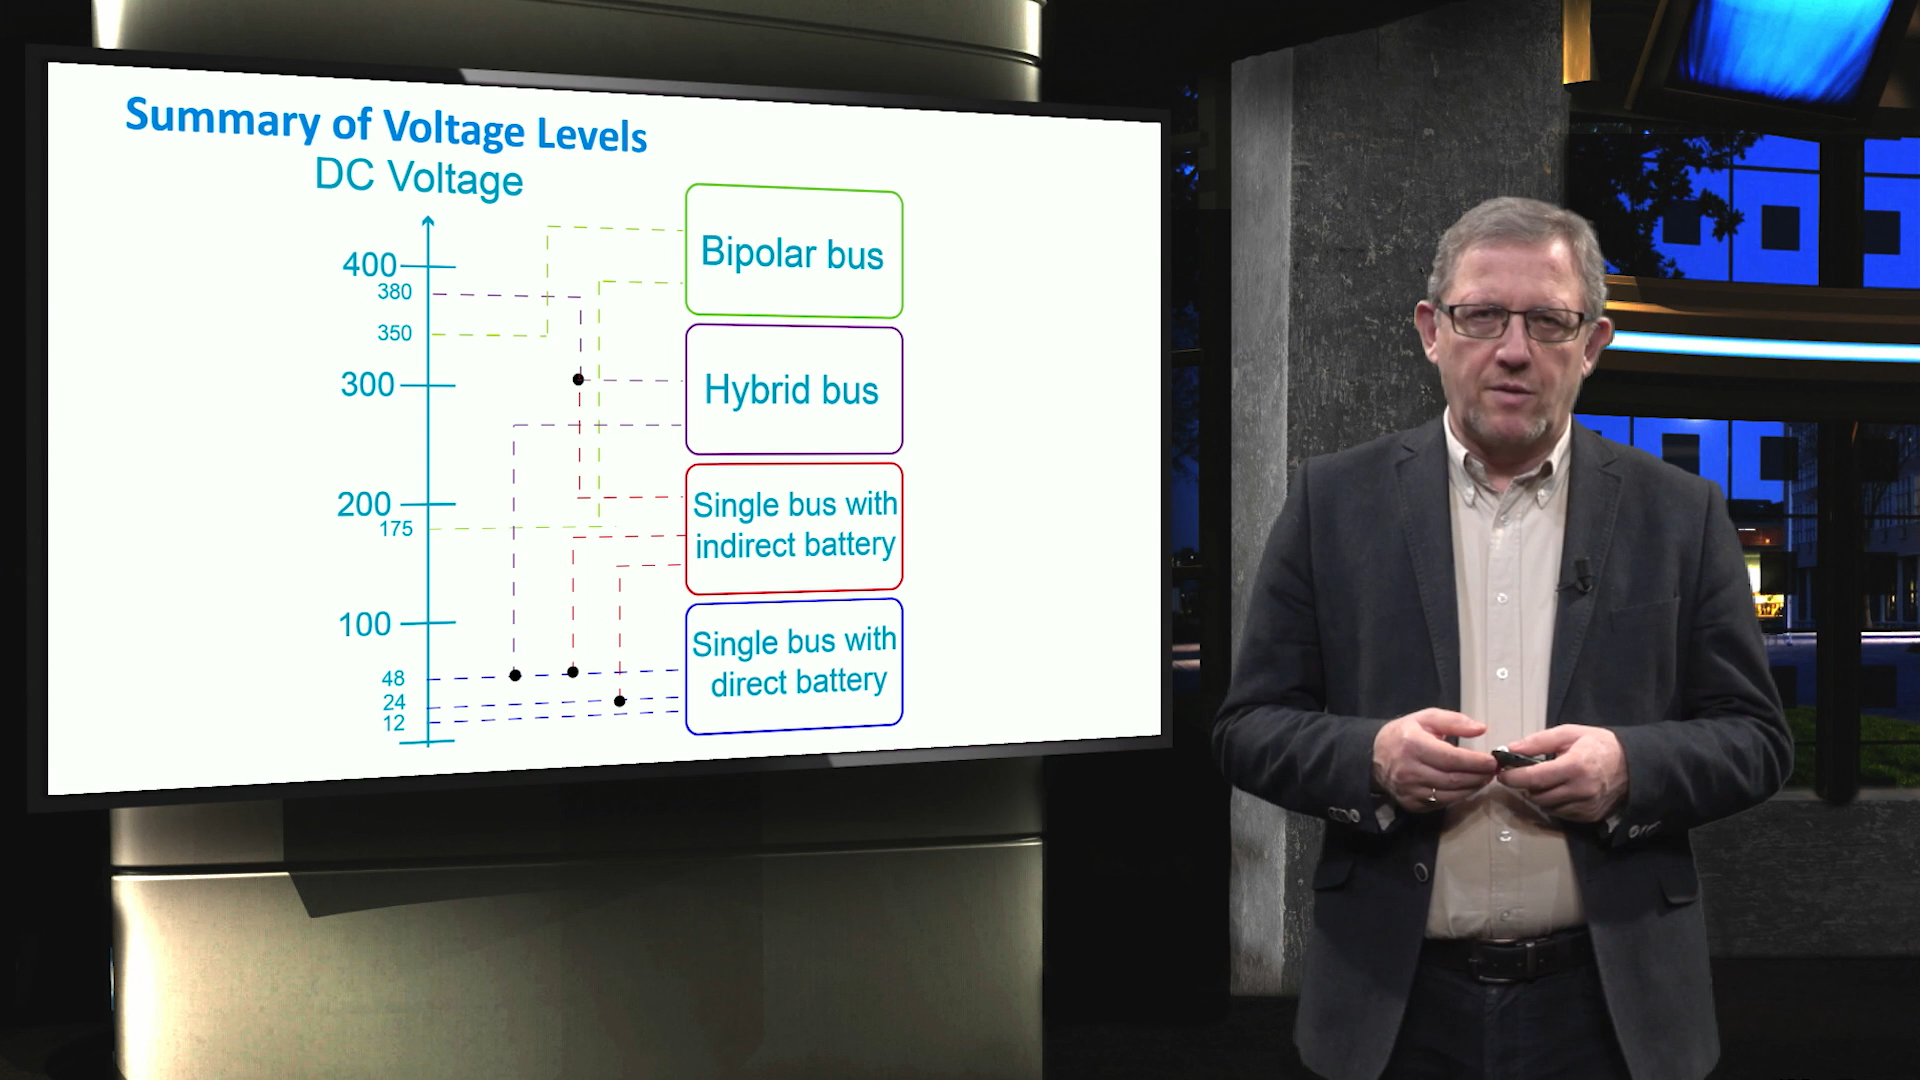 Summary of Voltage Levels
DC Voltage
400
380
350
300
200
175
100
48
24
12
Bipolar bus
Hybrid bus
Single bus with
indirect battery
Single bus with
direct battery